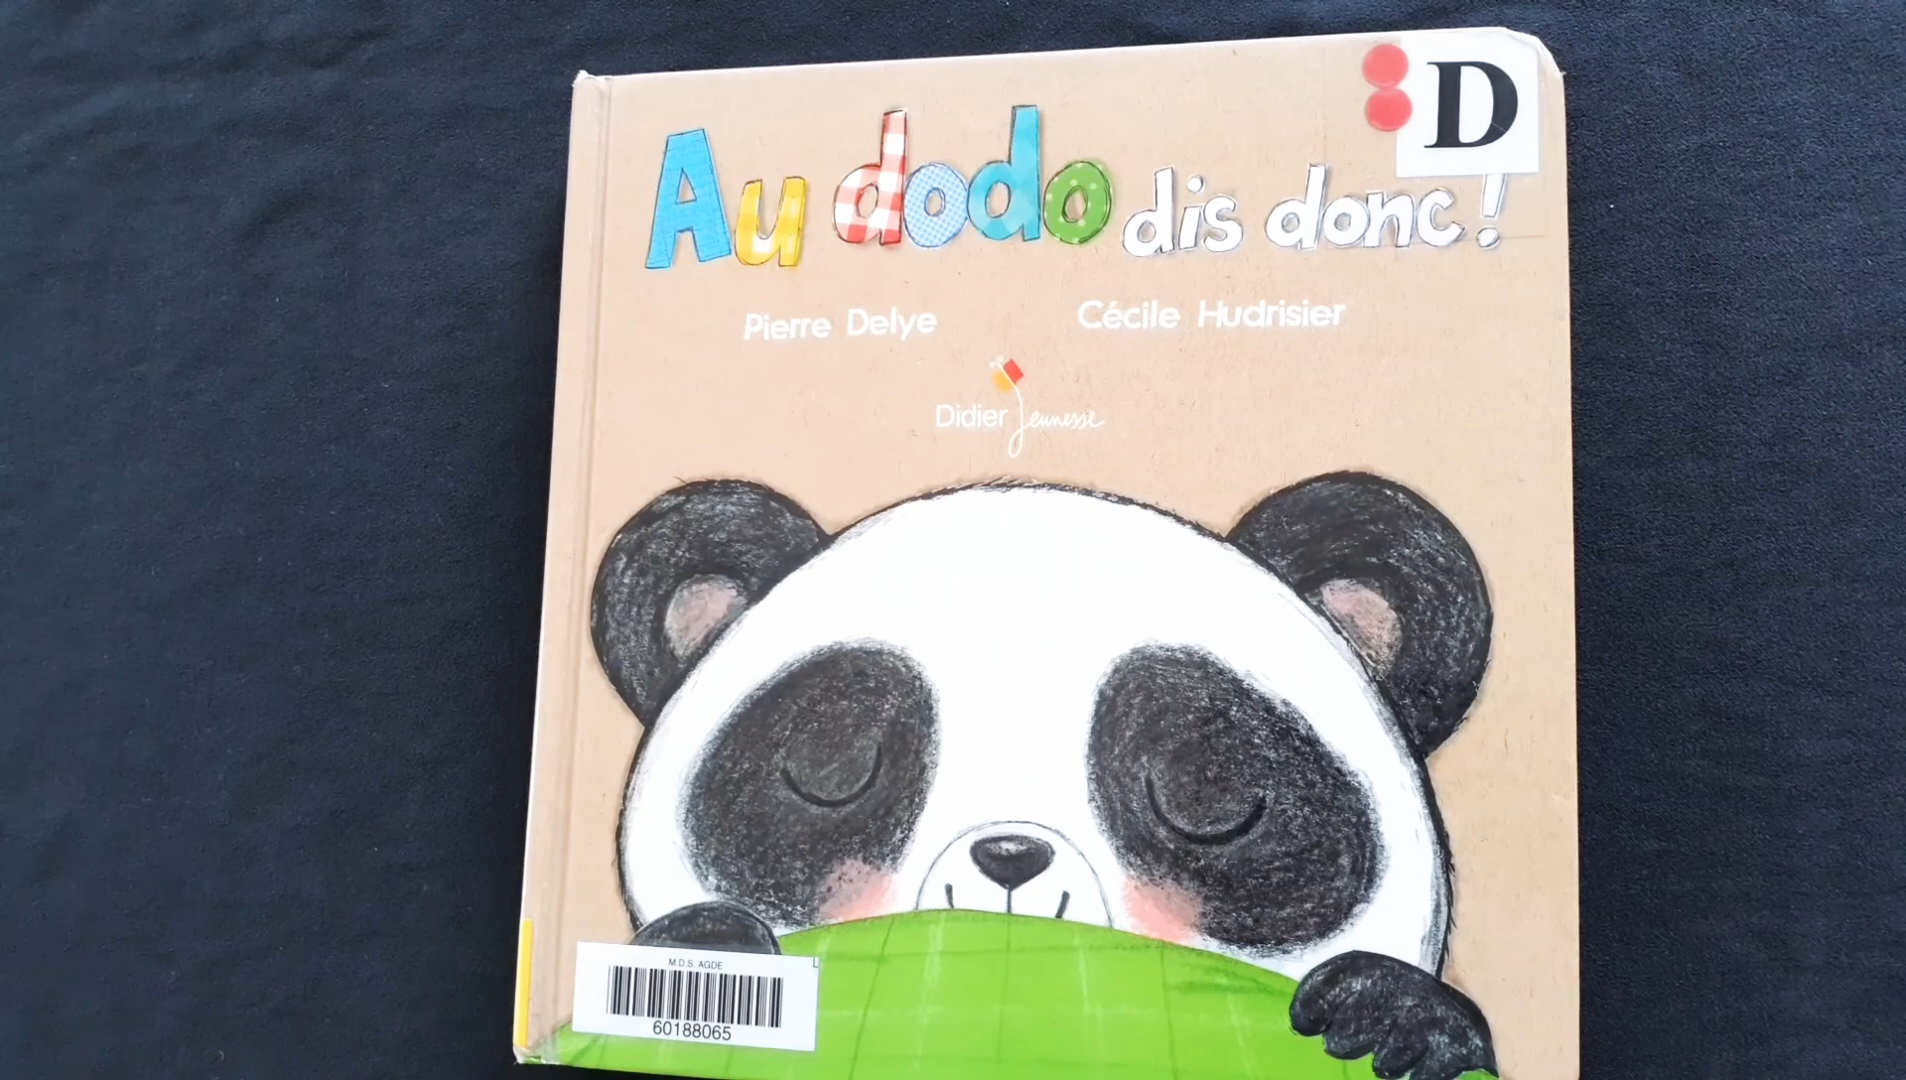 D
Au dodo dis donc !
Pierre Delye
Cécile Hudrisier
Didier Jeunesse
M.D.S. AGDE
L
60188065